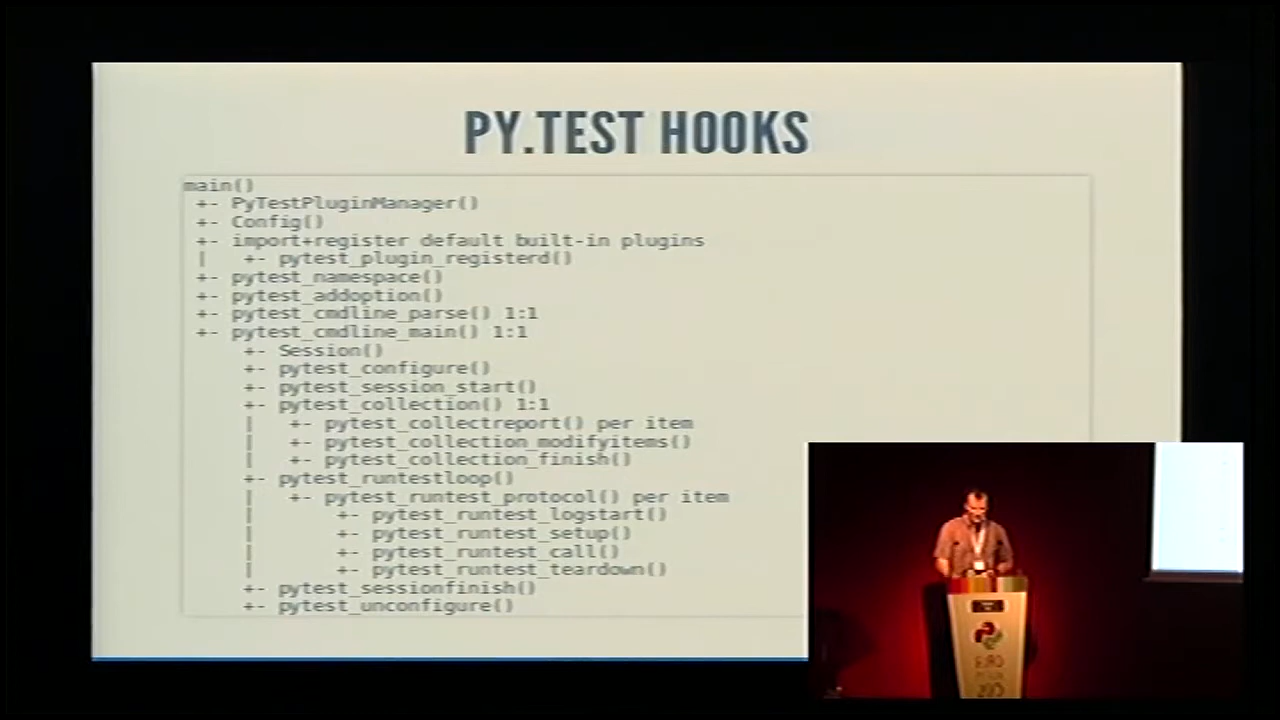 PY.TEST HOOKS
main()
+- PyTestPluginManager()
+- Config()
+- import+register default built-in plugins
|   +- pytest_plugin_registerd()
+- pytest_namespace()
+- pytest_addoption()
+- pytest_cmdline_parse() 1:1
+- pytest_cmdline_main() 1:1
+- Session()
+- pytest_configure()
+- pytest_session_start()
+- pytest_collection() 1:1
|   +- pytest_collectreport() per item
|   +- pytest_collection_modifyitems()
|   +- pytest_collection_finish()
+- pytest_runtestloop()
|   +- pytest_runtest_protocol() per item
|       +- pytest_runtest_logstart()
|       +- pytest_runtest_setup()
|       +- pytest_runtest_call()
|       +- pytest_runtest_teardown()
+- pytest_sessionfinish()
+- pytest_unconfigure()
EURO
2015